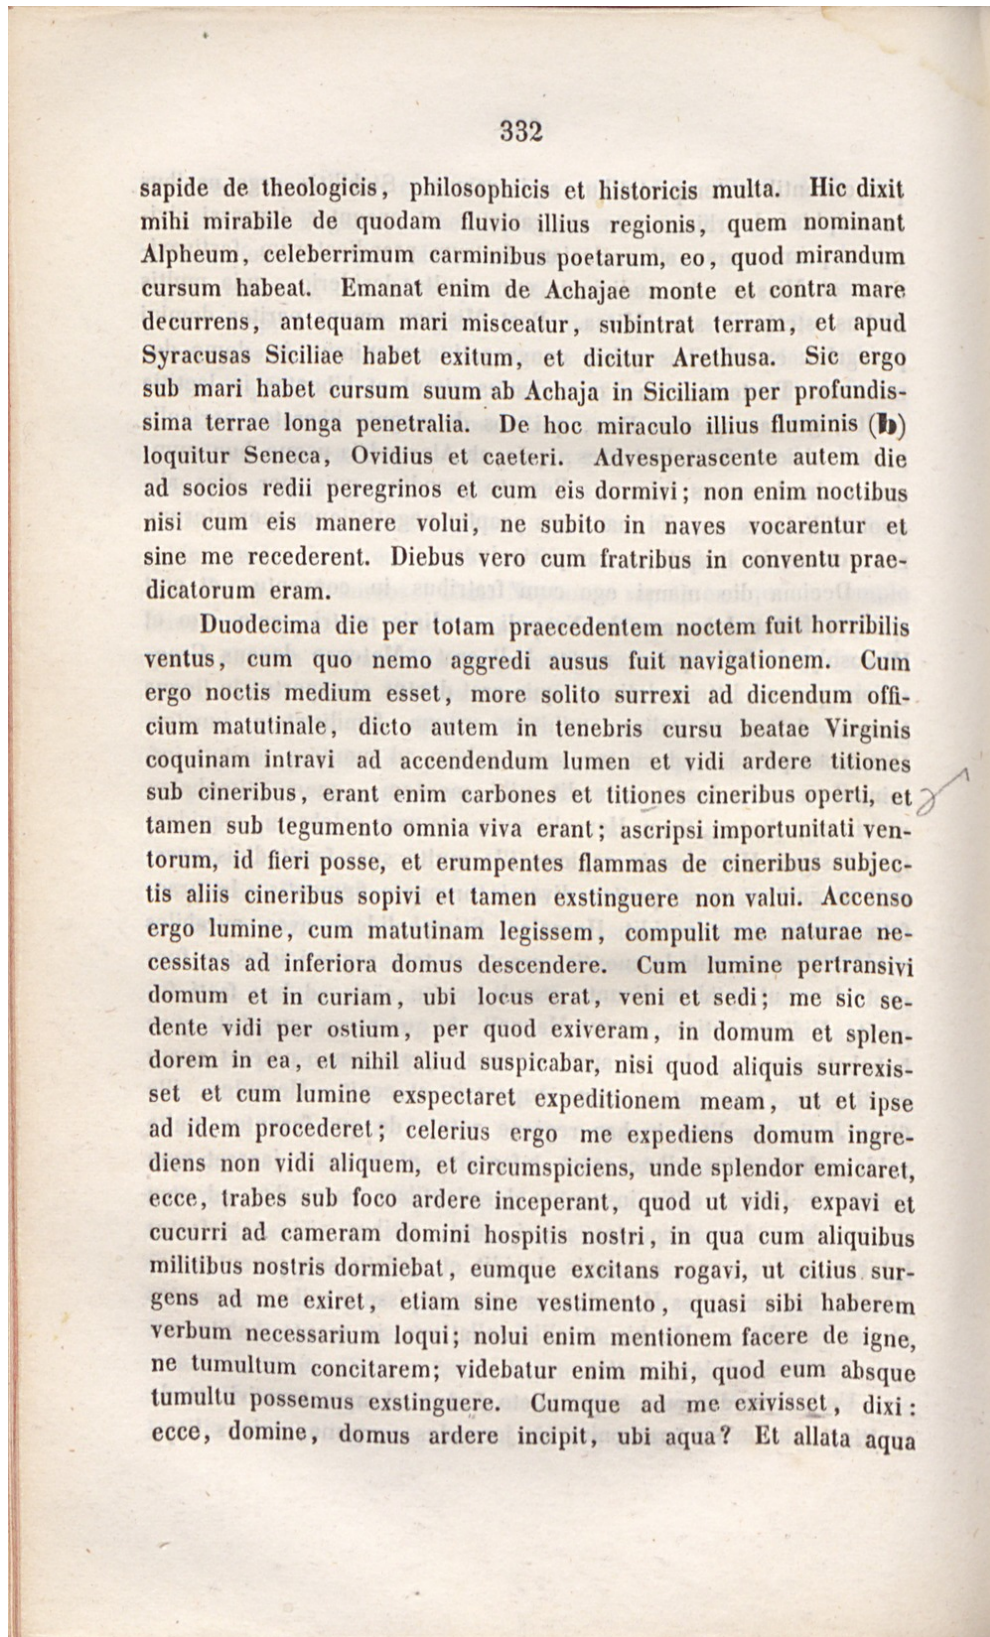 332
sapide de theologicis, philosophicis et historicis multa. Hic dixit
mihi mirabile de quodam fluvio illius regionis, quem nominant
Alpheum, celeberrimum carminibus poetarum, eo, quod mirandum
cursum habeat. Emanat enim de Achajae monte et contra mare
decurrens, antequam mari misceatur, subintrat terram, et apud
Syracusas Siciliae habet exitum, et dicitur Arethusa. Sic ergo
sub mari habet cursum suum ab Achaja in Siciliam per profundis-
sima terrae longa penetralia. De hoc miraculo illius fluminis (b)
loquitur Seneca, Ovidius et caeteri. Advesperascente autem die
ad socios redii peregrinos et cum eis dormivi; non enim noctibus
nisi cum eis manere volui, ne subito in naves vocarentur et
sine me recederent. Diebus vero cum fratribus in conventu prae-
dicatorum eram.
Duodecima die per totam praecedentem noctem fuit horribilis
ventus, cum quo nemo aggredi ausus fuit navigationem. Cum
ergo noctis medium esset, more solito surrexi ad dicendum offi-
cium matutinale, dicto autem in tenebris cursu beatae Virginis
coquinam intravi ad accendendum lumen et vidi ardere titiones
sub cineribus, erant enim carbones et titiones cineribus operti, et
tamen sub tegumento omnia viva erant; ascripsi importunitati ven-
torum, id fieri posse, et erumpentes flammas de cineribus subjec-
tis aliis cineribus sopivi et tamen exstinguere non valui. Accenso
ergo lumine, cum matutinam legissem, compulit me naturae ne-
cessitas ad inferiora domus descendere. Cum lumine pertransivi
domum et in curiam, ubi locus erat, veni et sedi; me sic se-
dente vidi per ostium, per quod exiveram, in domum et splen-
dorem in ea, et nihil aliud suspicabar, nisi quod aliquis surrexis-
set et cum lumine exspectaret expeditionem meam, ut et ipse
ad idem procederet; celerius ergo me expediens domum ingre-
diens non vidi aliquem, et circumspiciens, unde splendor emicaret,
ecce, trabes sub foco ardere inceperant, quod ut vidi, expavi et
cucurri ad cameram domini hospitis nostri, in qua cum aliquibus
militibus nostris dormiebat, eumque excitans rogavi, ut citius sur-
gens ad me exiret, etiam sine vestimento, quasi sibi haberem
verbum necessarium loqui; nolui enim mentionem facere de igne,
ne tumultum concitarem; videbatur enim mihi, quod eum absque
tumultu possemus exstinguere. Cumque ad me exivisset, dixi:
ecce, domine, domus ardere incipit, ubi aqua? Et allata aqua